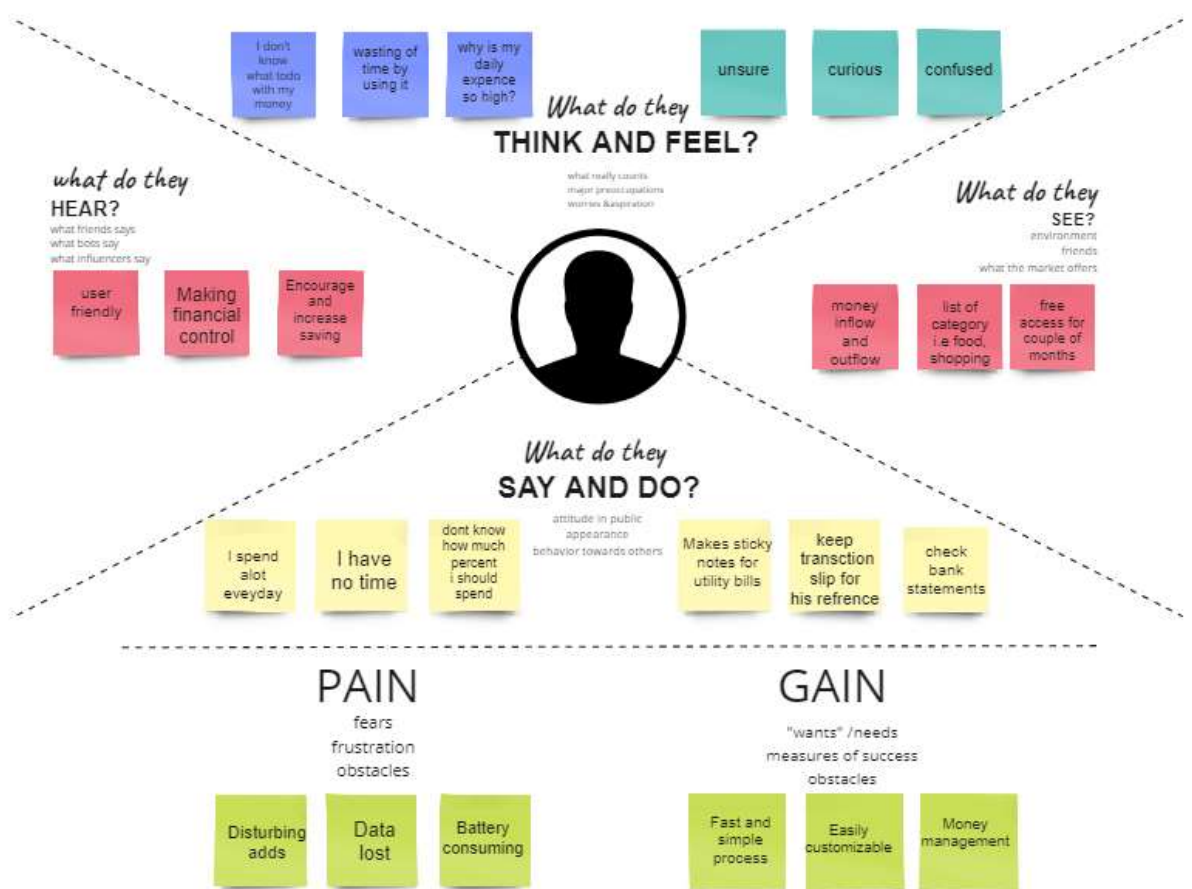 I don't
know
what todo
with my
money
wasting of
time by
using it
why is my
daily
expence
so high?
unsure
curious
confused
What do they
THINK AND FEEL?
what really counts
major preoccupations
worries &aspiration
what do they
HEAR?
what friends says
what boss say
what influencers say
user
friendly
Making
financial
control
Encourage
and
increase
saving
What do they
SEE?
environment
friends
what the market offers
money
inflow
and
outflow
list of
category
i.e food,
shopping
free
access for
couple of
months
What do they
SAY AND DO?
attitude in public
appearance
behavior towards others
I spend
alot
eveyday
I have
no time
dont know
how much
percent
i should
spend
Makes sticky
notes for
utility bills
keep
transction
slip for
his refrence
check
bank
statements
PAIN
fears
frustration
obstacles
Disturbing
adds
Data
lost
Battery
consuming
GAIN
"wants" /needs
measures of success
obstacles
Fast and
simple
process
Easily
customizable
Money
management